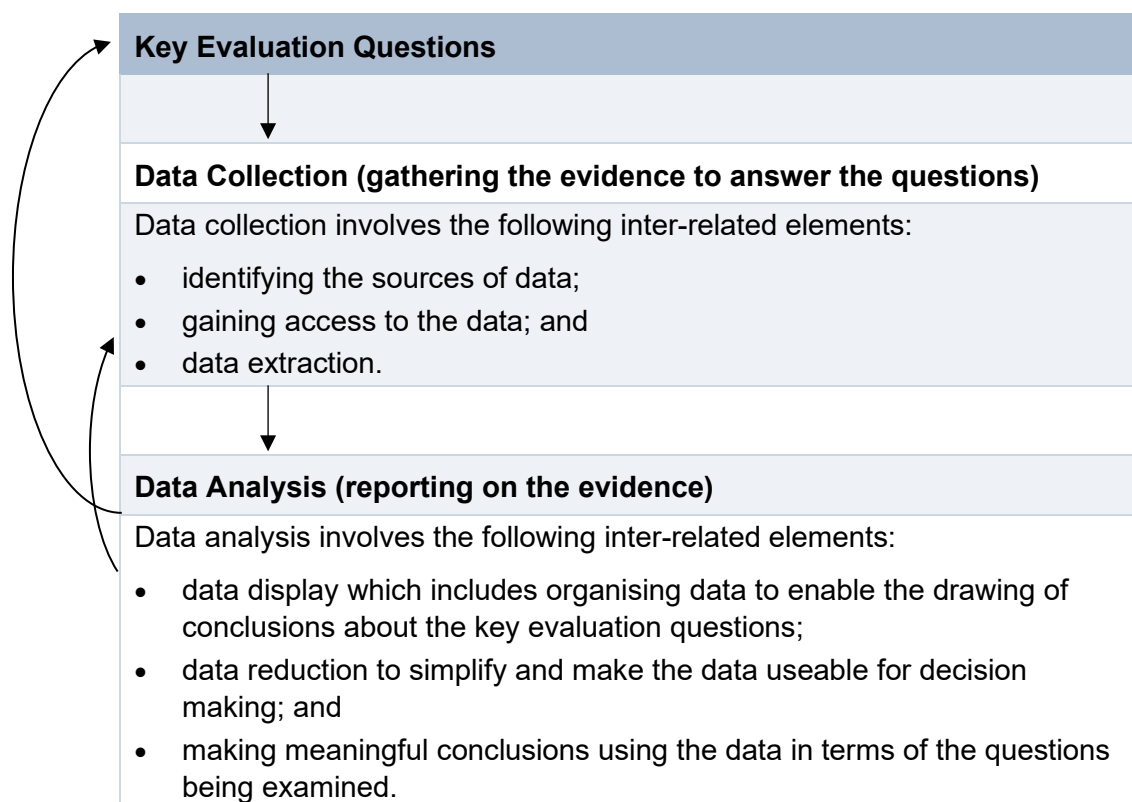 Key Evaluation Questions
Data Collection (gathering the evidence to answer the questions)
Data collection involves the following inter-related elements:
• identifying the sources of data;
• gaining access to the data; and
• data extraction.
Data Analysis (reporting on the evidence)
Data analysis involves the following inter-related elements:
• data display which includes organising data to enable the drawing of
conclusions about the key evaluation questions;
• data reduction to simplify and make the data useable for decision
making; and
• making meaningful conclusions using the data in terms of the questions
being examined.